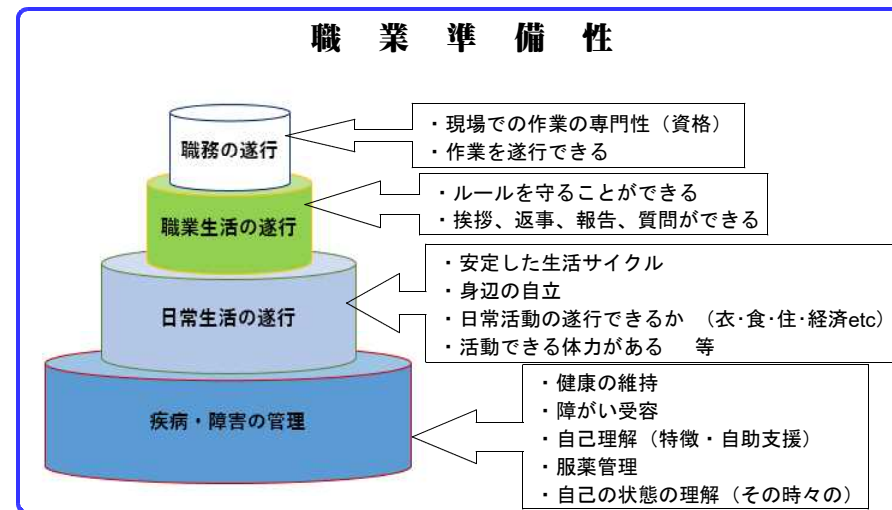 職業準備性
職務の遂行
・現場での作業の専門性（資格）
・作業を遂行できる
職業生活の遂行
・ルールを守ることができる
・挨拶、返事、報告、質問ができる
日常生活の遂行
・安定した生活サイクル
・身辺の自立
・日常活動の遂行できるか　（衣･食･住･経済etc）
・活動できる体力がある　等
疾病・障害の管理
・健康の維持
・障がい受容
・自己理解（特徴・自助支援）
・服薬管理
・自己の状態の理解（その時々の）